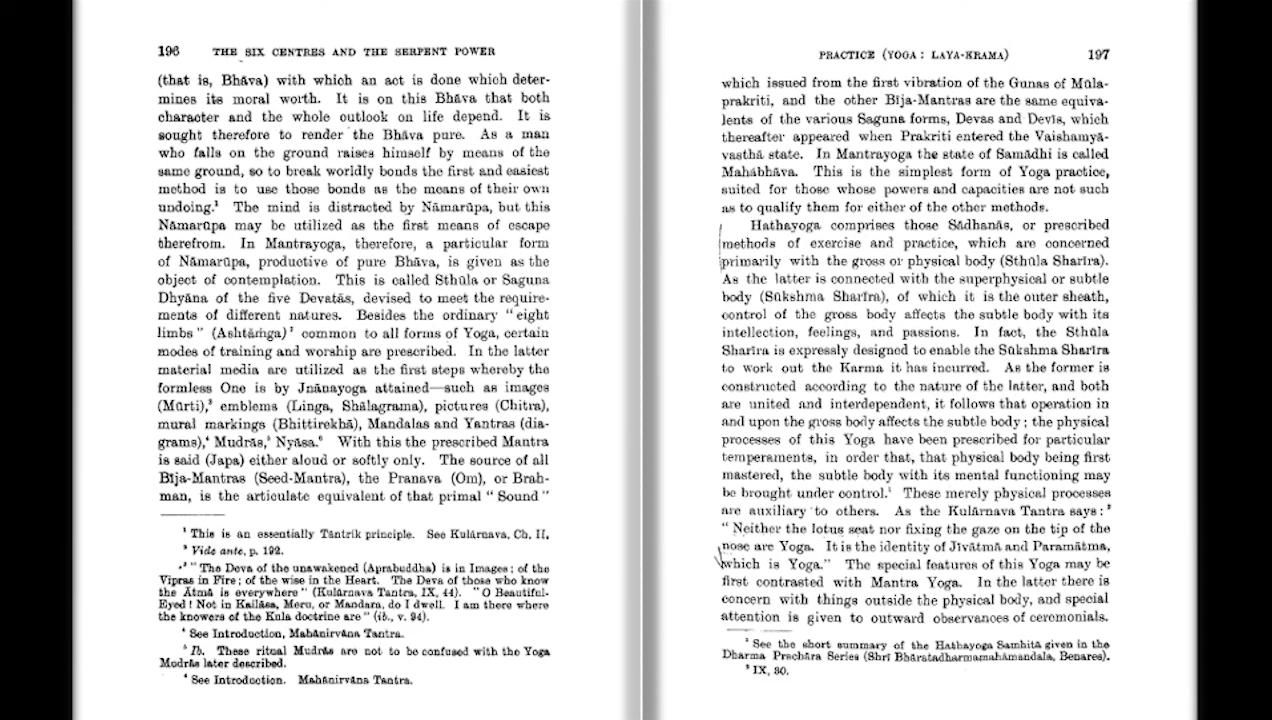 196 THE SIX CENTRES AND THE SERPENT POWER
(that is, Bhāva) with which an act is done which deter-
mines its moral worth. It is on this Bhāva that both
character and the whole outlook on life depend. It is
sought therefore to render the Bhāva pure. As a man
who falls on the ground raises himself by means of the
same ground, so to break worldly bonds the first and easiest
method is to use those bonds as the means of their own
undoing.¹ The mind is distracted by Nāmarūpa, but this
Nāmarūpa may be utilized as the first means of escape
therefrom. In Mantrayoga, therefore, a particular form
of Nāmarūpa, productive of pure Bhāva, is given as the
object of contemplation. This is called Sthūla or Saguna
Dhyāna of the five Devatās, devised to meet the require-
ments of different natures. Besides the ordinary "eight
limbs" (Ashtāṁga)² common to all forms of Yoga, certain
modes of training and worship are prescribed. In the latter
material media are utilized as the first steps whereby the
formless One is by Jnānayoga attained—such as images
(Mūrti),³ emblems (Linga, Shālagrama), pictures (Chitra),
mural markings (Bhittirekhā), Mandalas and Yantras (dia-
grams),⁴ Mudrās,⁵ Nyāsa.⁶ With this the prescribed Mantra
is said (Japa) either aloud or softly only. The source of all
Bīja-Mantras (Seed-Mantra), the Pranava (Om), or Brah-
man, is the articulate equivalent of that primal "Sound"
¹ This is an essentially Tāntrik principle. See Kulārnava, Ch. II.
² Vide ante, p. 192.
³ "The Deva of the unawakened (Aprabuddha) is in Images; of the
Vipras in Fire; of the wise in the Heart. The Deva of those who know
the Ātmā is everywhere" (Kulārnava Tantra, IX, 44). "O Beautiful-
Eyed! Not in Kailāsa, Meru, or Mandara, do I dwell. I am there where
the knowers of the Kula doctrine are" (ib., v. 94).
⁴ See Introduction, Mahānirvāna Tantra.
⁵ Ib. These ritual Mudrās are not to be confused with the Yoga
Mudrās later described.
⁶ See Introduction. Mahānirvāna Tantra.
PRACTICE (YOGA: LAYA-KRAMA) 197
which issued from the first vibration of the Gunas of Mūla-
prakriti, and the other Bīja-Mantras are the same equiva-
lents of the various Saguna forms, Devas and Devīs, which
thereafter appeared when Prakriti entered the Vaishamyā-
vasthā state. In Mantrayoga the state of Samādhi is called
Mahābhāva. This is the simplest form of Yoga practice,
suited for those whose powers and capacities are not such
as to qualify them for either of the other methods.
Hathayoga comprises those Sādhanās, or prescribed
methods of exercise and practice, which are concerned
primarily with the gross or physical body (Sthūla Sharīra).
As the latter is connected with the superphysical or subtle
body (Sūkshma Sharīra), of which it is the outer sheath,
control of the gross body affects the subtle body with its
intellection, feelings, and passions. In fact, the Sthūla
Sharīra is expressly designed to enable the Sūkshma Sharīra
to work out the Karma it has incurred. As the former is
constructed according to the nature of the latter, and both
are united and interdependent, it follows that operation in
and upon the gross body affects the subtle body; the physical
processes of this Yoga have been prescribed for particular
temperaments, in order that, that physical body being first
mastered, the subtle body with its mental functioning may
be brought under control.¹ These merely physical processes
are auxiliary to others. As the Kulārnava Tantra says:²
"Neither the lotus seat nor fixing the gaze on the tip of the
nose are Yoga. It is the identity of Jīvātmā and Paramātma,
which is Yoga." The special features of this Yoga may be
first contrasted with Mantra Yoga. In the latter there is
concern with things outside the physical body, and special
attention is given to outward observances of ceremonials.
¹ See the short summary of the Hathayoga Samhitā given in the
Dharma Prachāra Series (Shrī Bhāratadharmamahāmandala, Benares).
² IX, 30.